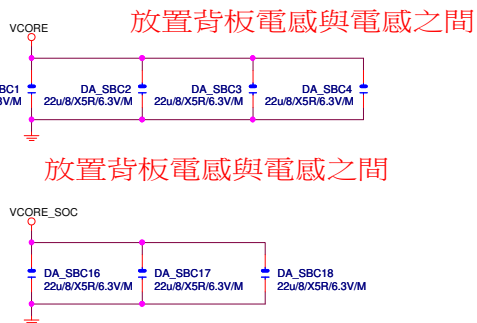 放置背板電感與電感之間
VCORE
BC1 DA_SBC2 DA_SBC3 DA_SBC4
3V/M 22u/8/X5R/6.3V/M 22u/8/X5R/6.3V/M 22u/8/X5R/6.3V/M
放置背板電感與電感之間
VCORE_SOC
DA_SBC16 DA_SBC17 DA_SBC18
22u/8/X5R/6.3V/M 22u/8/X5R/6.3V/M 22u/8/X5R/6.3V/M